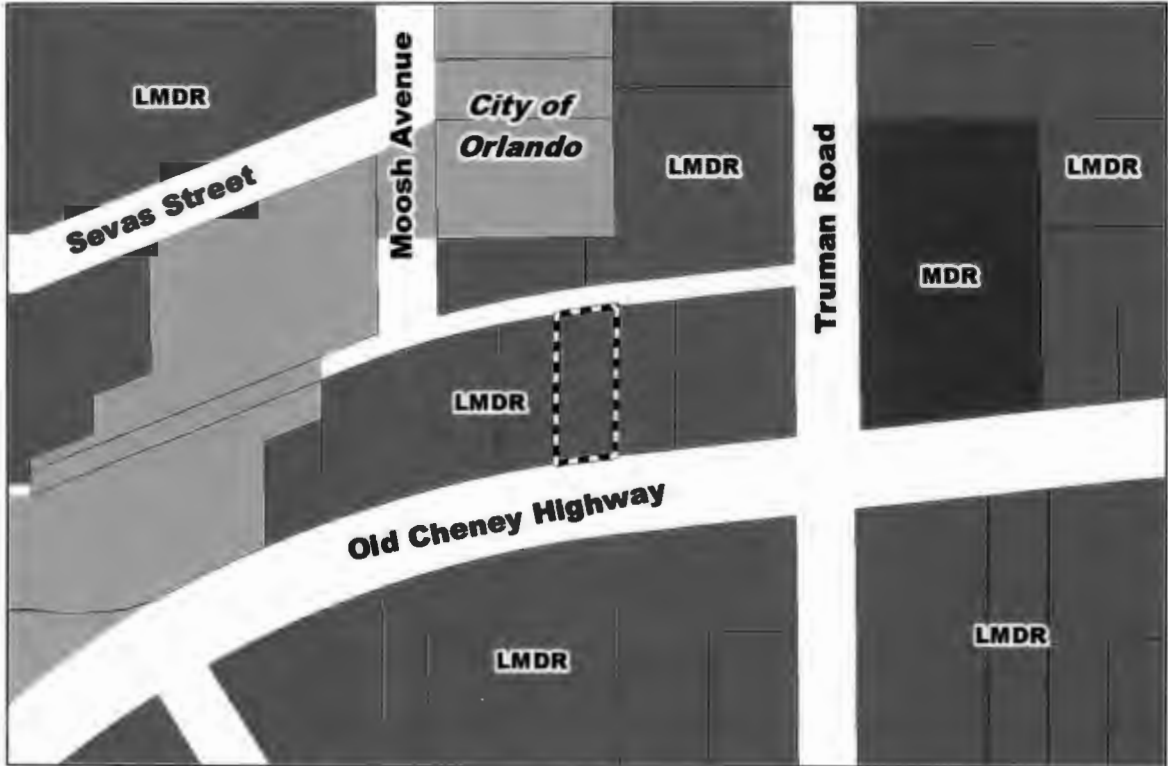 LMDR
Moosh Avenue
City of
Orlando
LMDR
Truman Road
LMDR
Sevas Street
MDR
LMDR
Old Cheney Highway
LMDR
LMDR